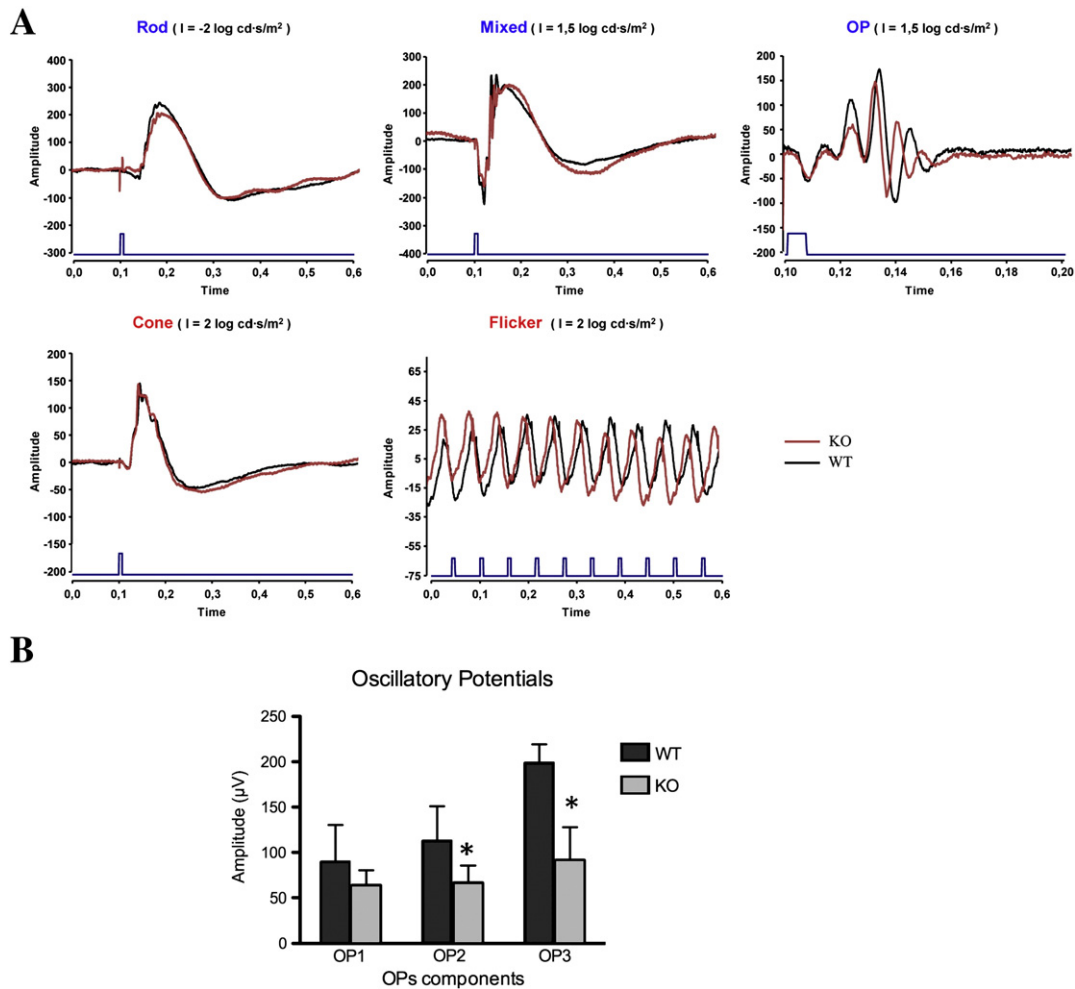 A
Rod ( I = -2 log cd·s/m² )
Mixed ( I = 1,5 log cd·s/m² )
OP ( I = 1,5 log cd·s/m² )
Amplitude
400
300
200
100
0
-100
-200
-300
0,0 0,1 0,2 0,3 0,4 0,5 0,6
Time
Amplitude
400
300
200
100
0
-100
-200
-300
-400
0,0 0,1 0,2 0,3 0,4 0,5 0,6
Time
Amplitude
200
150
100
50
0
-50
-100
-150
-200
0,10 0,12 0,14 0,16 0,18 0,20
Time
Cone ( I = 2 log cd·s/m² )
Flicker ( I = 2 log cd·s/m² )
Amplitude
200
150
100
50
0
-50
-100
-150
-200
0,0 0,1 0,2 0,3 0,4 0,5 0,6
Time
Amplitude
65
45
25
5
-15
-35
-55
-75
0,0 0,1 0,2 0,3 0,4 0,5 0,6
Time
KO
WT
B
Oscillatory Potentials
Amplitude (µV)
250
200
150
100
50
0
WT
KO
*
*
OP1 OP2 OP3
OPs components